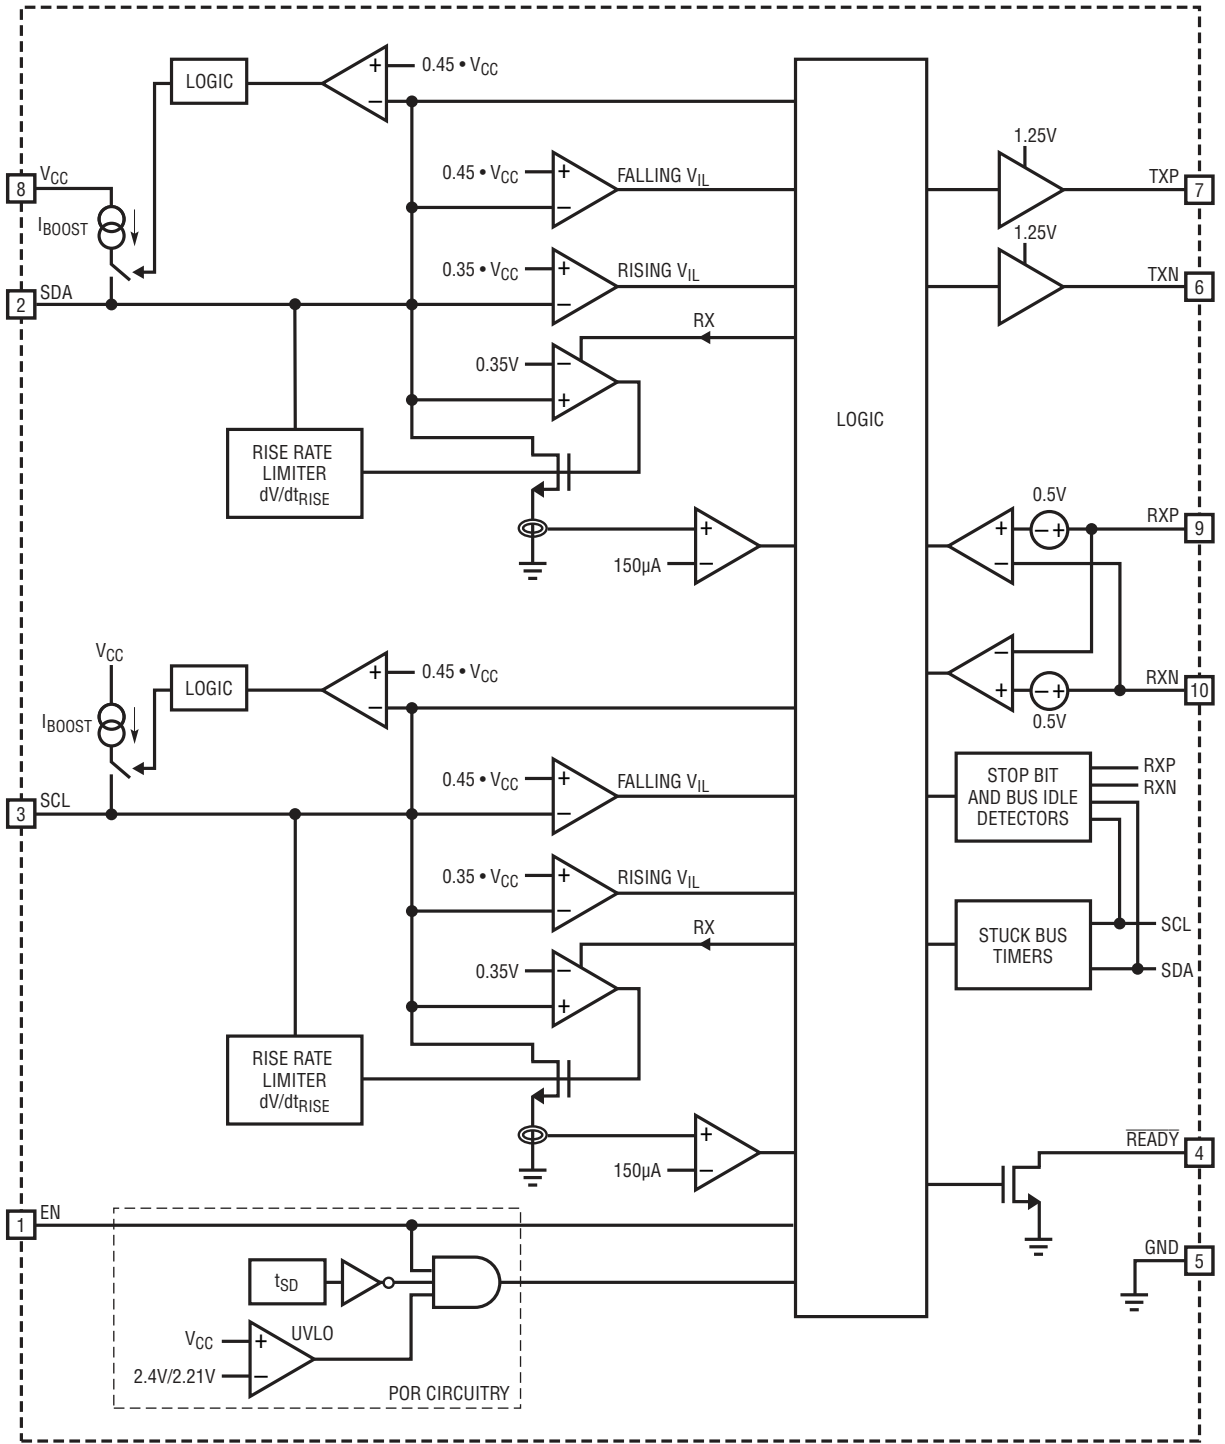 LOGIC
+
−
0.45 • VCC
8
VCC
IBOOST
2
SDA
0.45 • VCC
+
−
FALLING VIL
0.35 • VCC
+
−
RISING VIL
RX
0.35V
−
+
RISE RATE
LIMITER
dV/dtRISE
+
−
150µA
LOGIC
1.25V
TXP
7
1.25V
TXN
6
0.5V
+
− +
RXP
9
−
−
+
− +
0.5V
RXN
10
VCC
IBOOST
LOGIC
+
−
0.45 • VCC
3
SCL
0.45 • VCC
+
−
FALLING VIL
0.35 • VCC
+
−
RISING VIL
RX
0.35V
−
+
RISE RATE
LIMITER
dV/dtRISE
+
−
150µA
STOP BIT
AND BUS IDLE
DETECTORS
RXP
RXN
STUCK BUS
TIMERS
SCL
SDA
READY
4
GND
5
1
EN
tSD
VCC
+
UVLO
2.4V/2.21V
−
POR CIRCUITRY